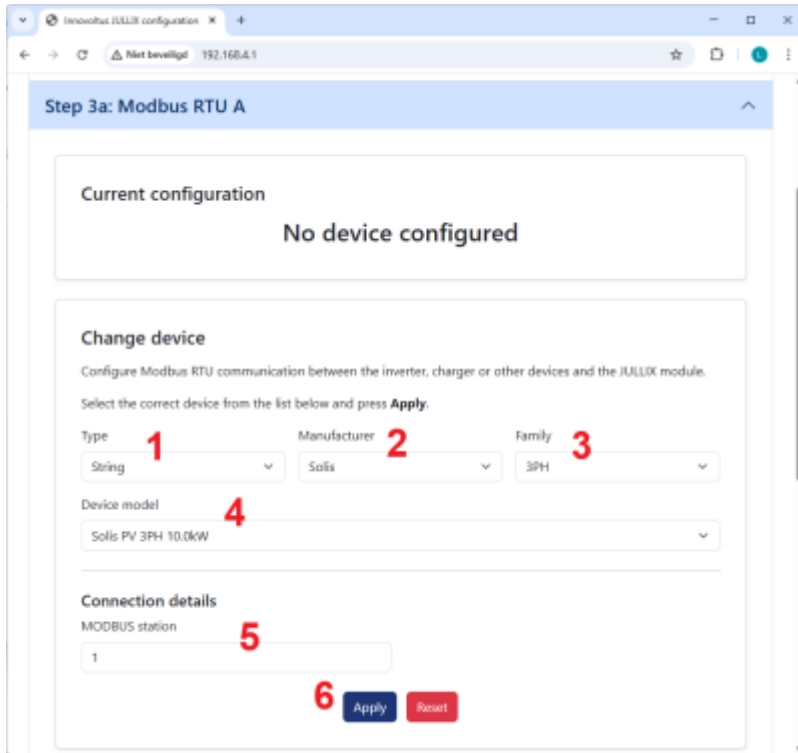 Innovoltus JULLIX configuration
Niet beveiligd 192.168.4.1
L
Step 3a: Modbus RTU A
Current configuration
No device configured
Change device
Configure Modbus RTU communication between the inverter, charger or other devices and the JULLIX module.
Select the correct device from the list below and press Apply.
Type 1 Manufacturer 2 Family 3
String Solis 3PH
Device model 4
Solis PV 3PH 10.0kW
Connection details
MODBUS station 5
1
6 Apply Reset